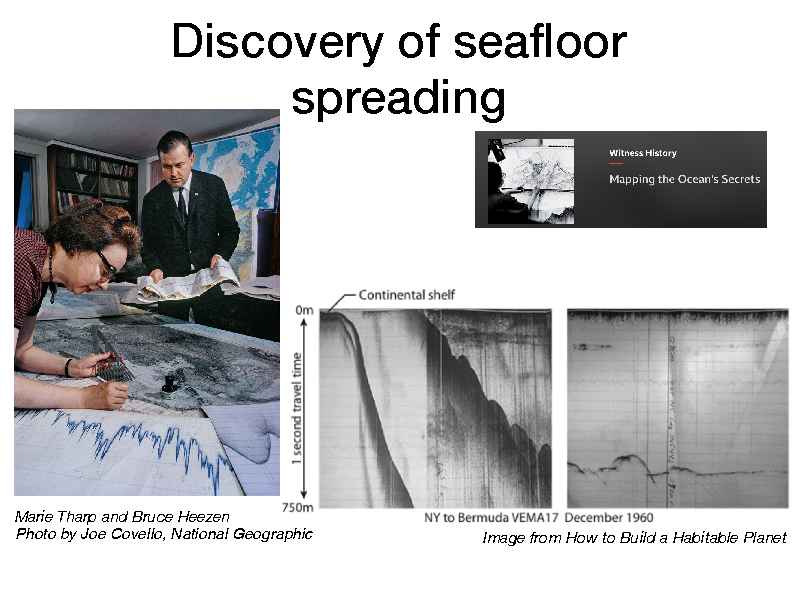 Discovery of seafloor
spreading
Witness History
Mapping the Ocean's Secrets
Continental shelf
0m
1 second travel time
750m
NY to Bermuda VEMA17 December 1960
Marie Tharp and Bruce Heezen
Photo by Joe Covello, National Geographic
Image from How to Build a Habitable Planet